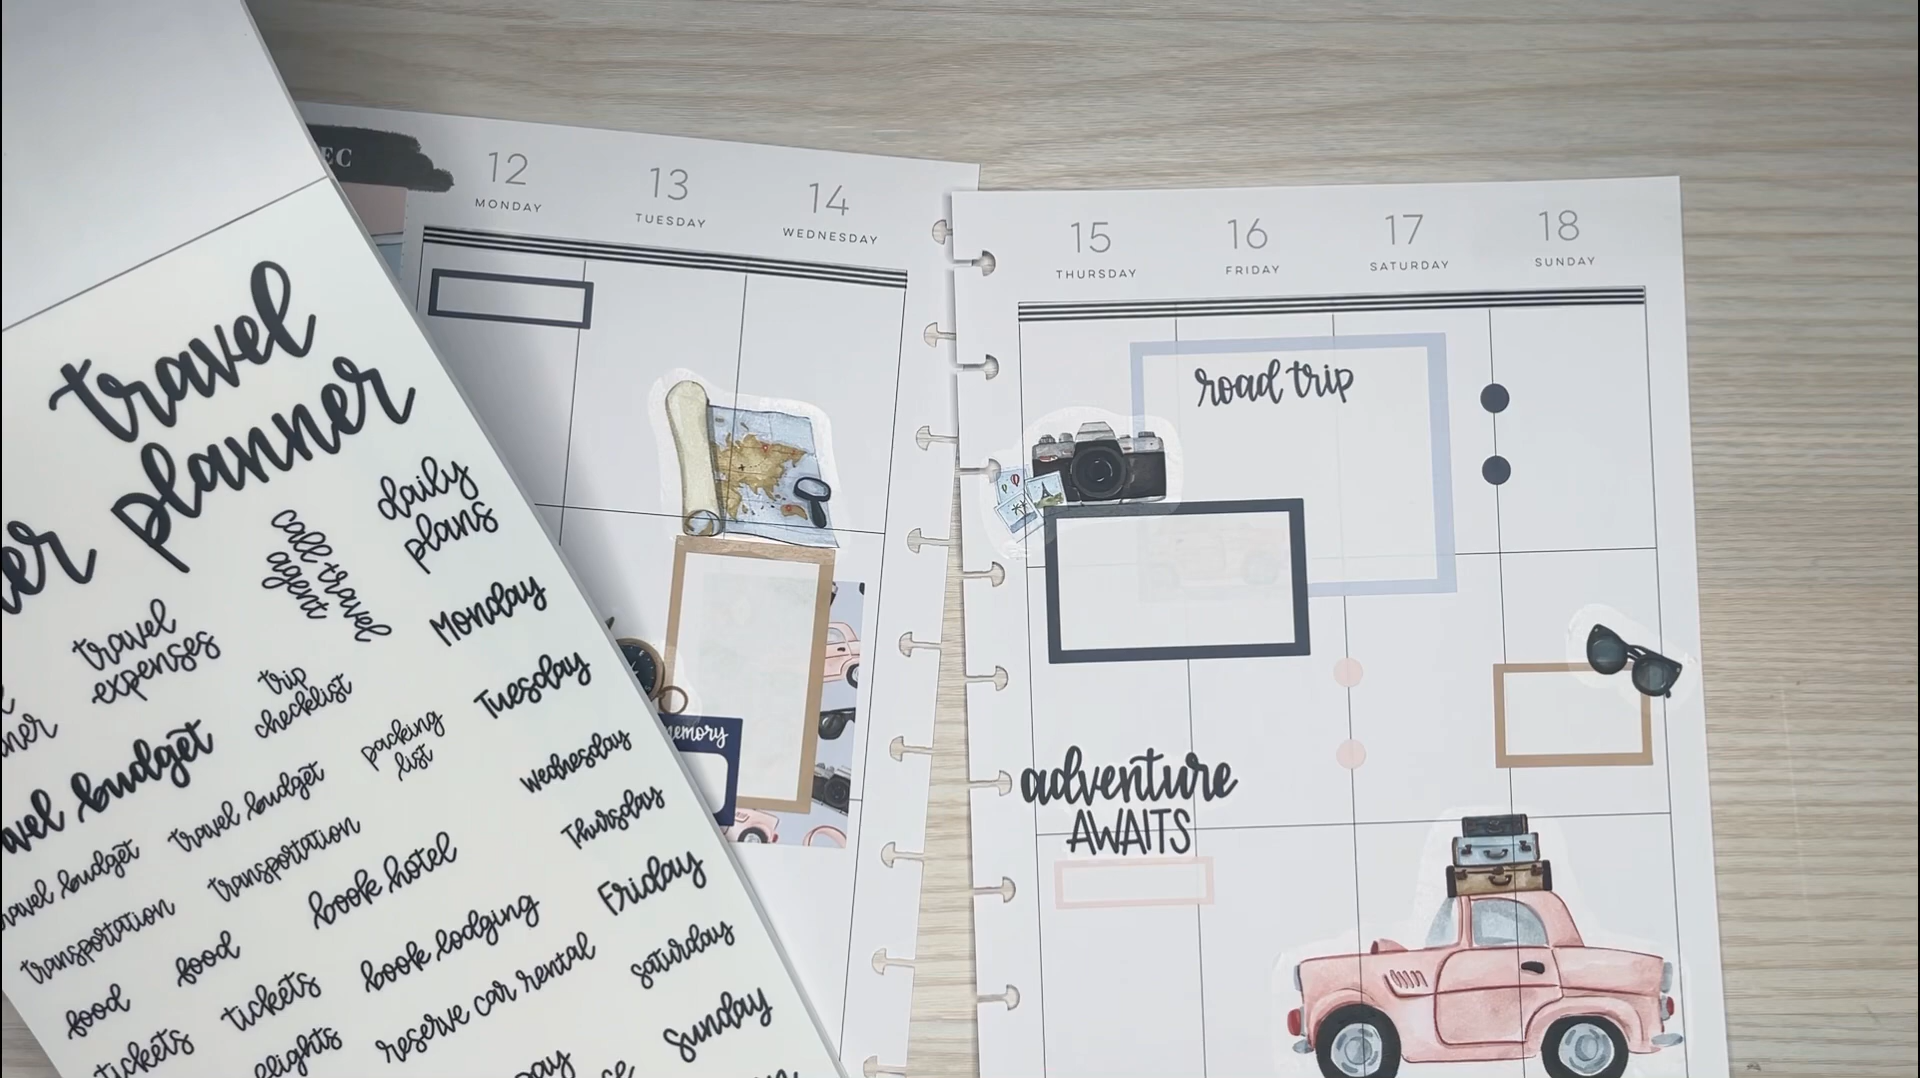 travel
planner
daily
plans
call travel
agent
travel
expenses
Monday
trip
checklist
Tuesday
packing
list
travel budget
Wednesday
travel budget
transportation
Thursday
book hotel
transportation
Friday
food
book lodging
food
tickets
Saturday
reserve car rental
tickets
flights
Sunday
12
MONDAY
13
TUESDAY
14
WEDNESDAY
memory
15
THURSDAY
16
FRIDAY
17
SATURDAY
18
SUNDAY
road trip
adventure
AWAITS